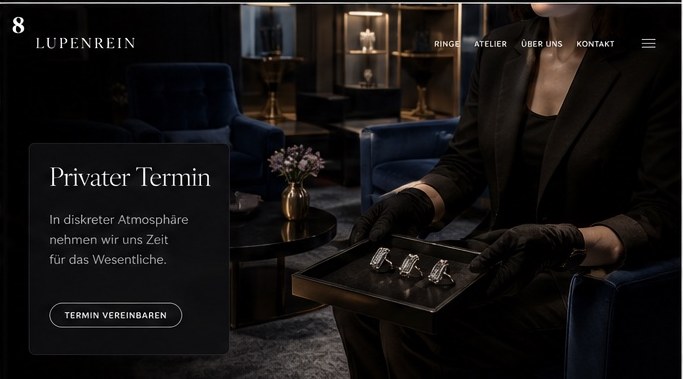 8
LUPENREIN
RINGE ATELIER ÜBER UNS KONTAKT
Privater Termin
In diskreter Atmosphäre
nehmen wir uns Zeit
für das Wesentliche.
TERMIN VEREINBAREN